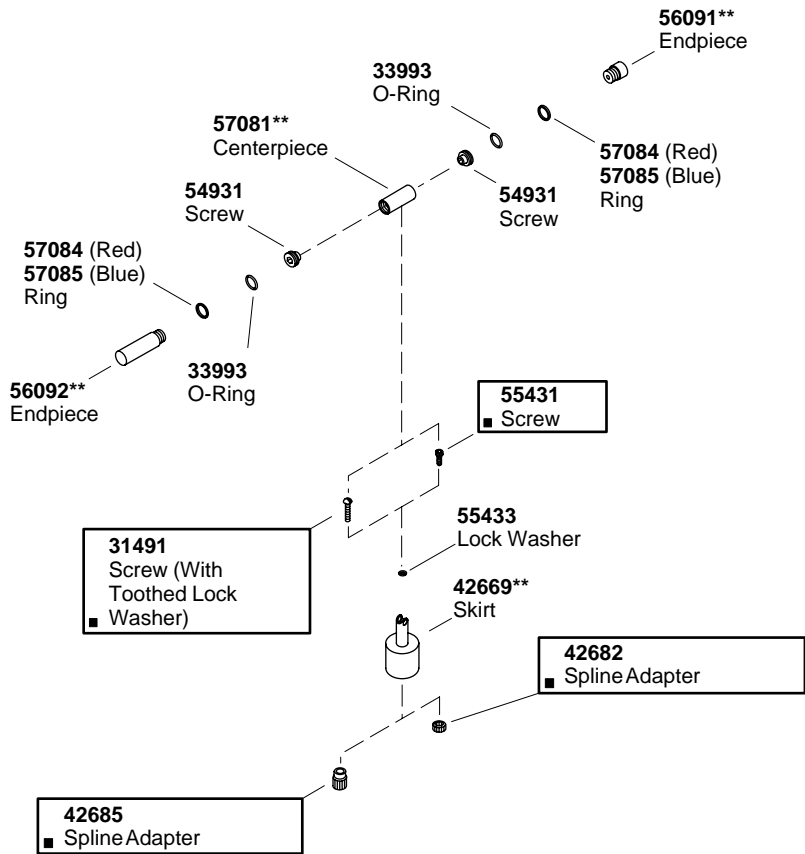 56091**
Endpiece
33993
O-Ring
57081**
Centerpiece
57084 (Red)
57085 (Blue)
Ring
54931
Screw
54931
Screw
57084 (Red)
57085 (Blue)
Ring
33993
O-Ring
56092**
Endpiece
55431
■ Screw
31491
Screw (With
Toothed Lock
■ Washer)
55433
Lock Washer
42669**
Skirt
42682
■ Spline Adapter
42685
■ Spline Adapter